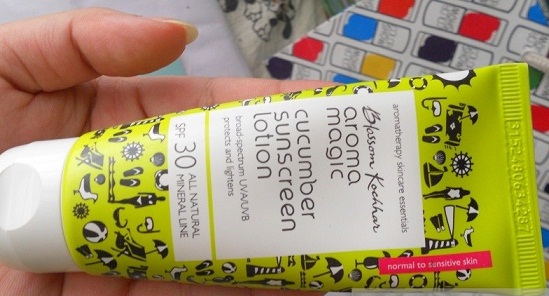 aromatherapy skincare essentials
Blossom Kochhar
aroma
magic
cucumber
sunscreen
lotion
broad-spectrum UVA/UVB
protects and lightens
SPF 30 ALL NATURAL
MINERAL LINE
normal to sensitive skin